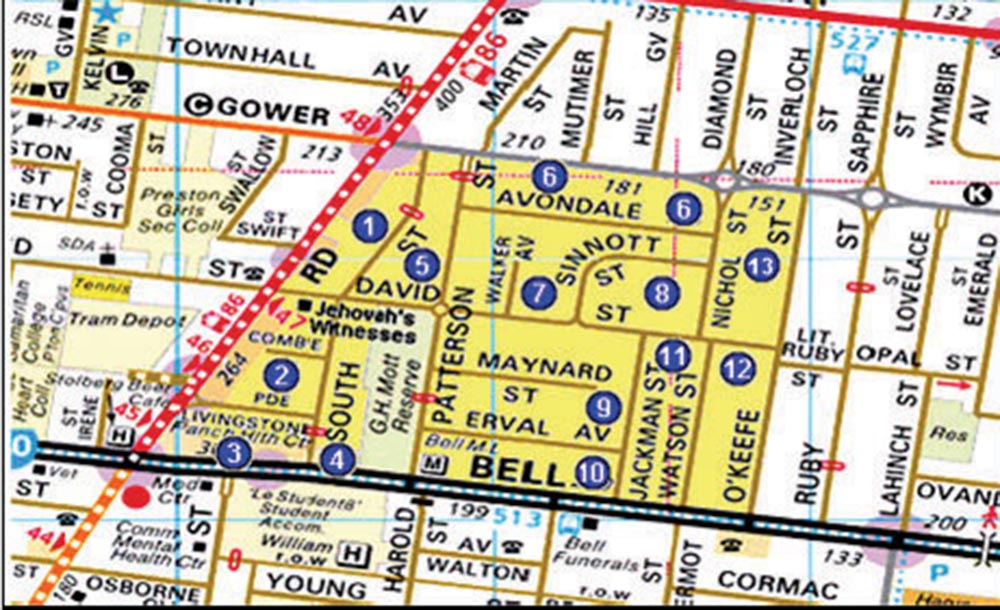 RSL
GV
KELVIN
P
AV
135
132
TOWNHALL
AV
86
400
353
MARTIN
ST
MUTIMER
ST
GV
HILL
DIAMOND
ST
INVERLOCH
527
ST
SAPPHIRE
ST
WYMBIR
AV
P
L
T
276
C GOWER
48
245
STON
ST
COOMA
ST
r.o.w
ST
SWALLOW
ST
213
210
180
K
Preston
Girls
Sec Coll
ST
SWIFT
1
ST
6
181
AVONDALE
6
ST
151
ST
ST
SDA
ST
RD
ST
5
DAVID
WALKER
AV
7
SINNOTT
ST
8
ST
NICHOL
13
LOVELACE
ST
EMERALD
Tennis
Tram Depot
Samaritan
College
Heart
86
47
46
Jehovah's
Witnesses
COMB'E
264
2
PDE
SOUTH
G.H. Mott
Reserve
PATTERSON
MAYNARD
ST
9
ERVAL
AV
11
JACKMAN ST
WATSON ST
12
O'KEEFE
LIT.
RUBY
OPAL
ST
ST
IRENE
45
H
LIVINGSTONE
3
4
Bell M.L
M
BELL
10
RUBY
LAHINCH
ST
Res
Vet
ST
Med
Ctr
'Le Student8'
Student
Accom.
William
r.o.w
H
HAROLD
ST
199
513
Bell
Funerals
OVAN
200
44
ST
180
Comm
Mental
Health Ctr
ST
OSBORNE
YOUNG
AV
WALTON
r.o.w
ST
CORMAC
133
P